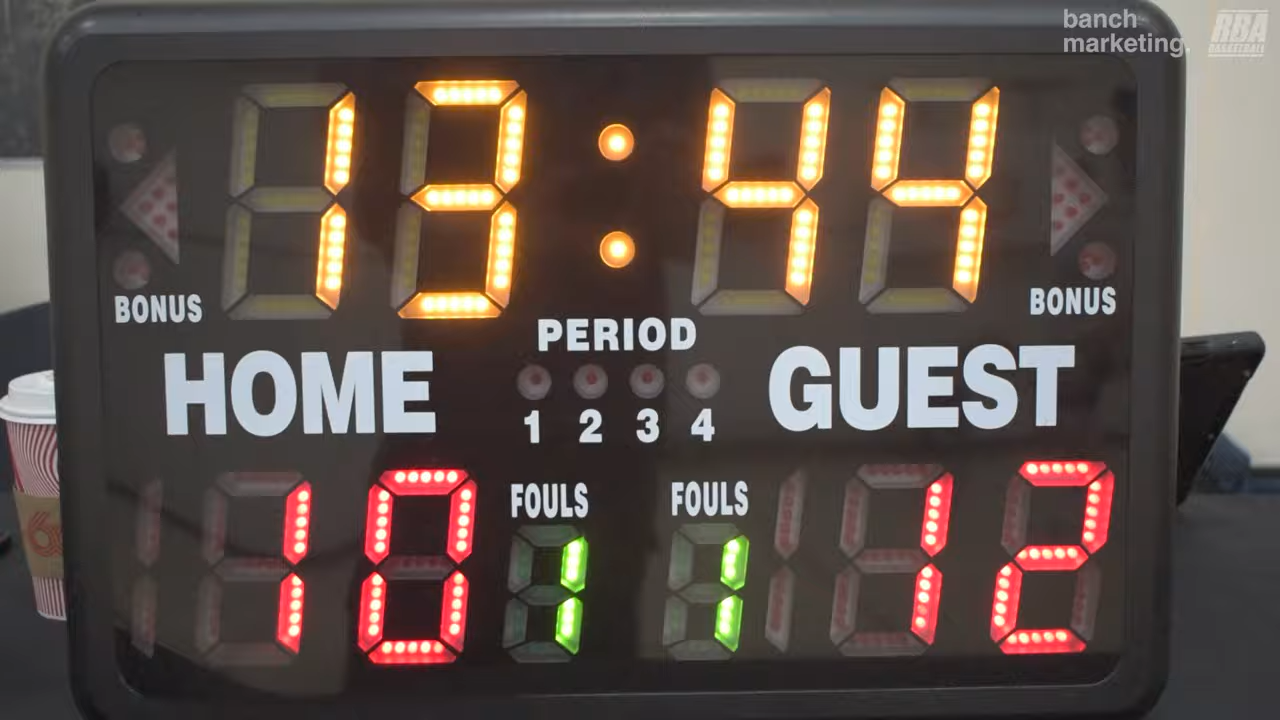 banch
marketing.
RBA
BASKETBALL
13:44
BONUS
BONUS
PERIOD
HOME
GUEST
1 2 3 4
FOULS
FOULS
10
1
1
12